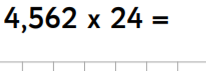 4,562 x 24 =